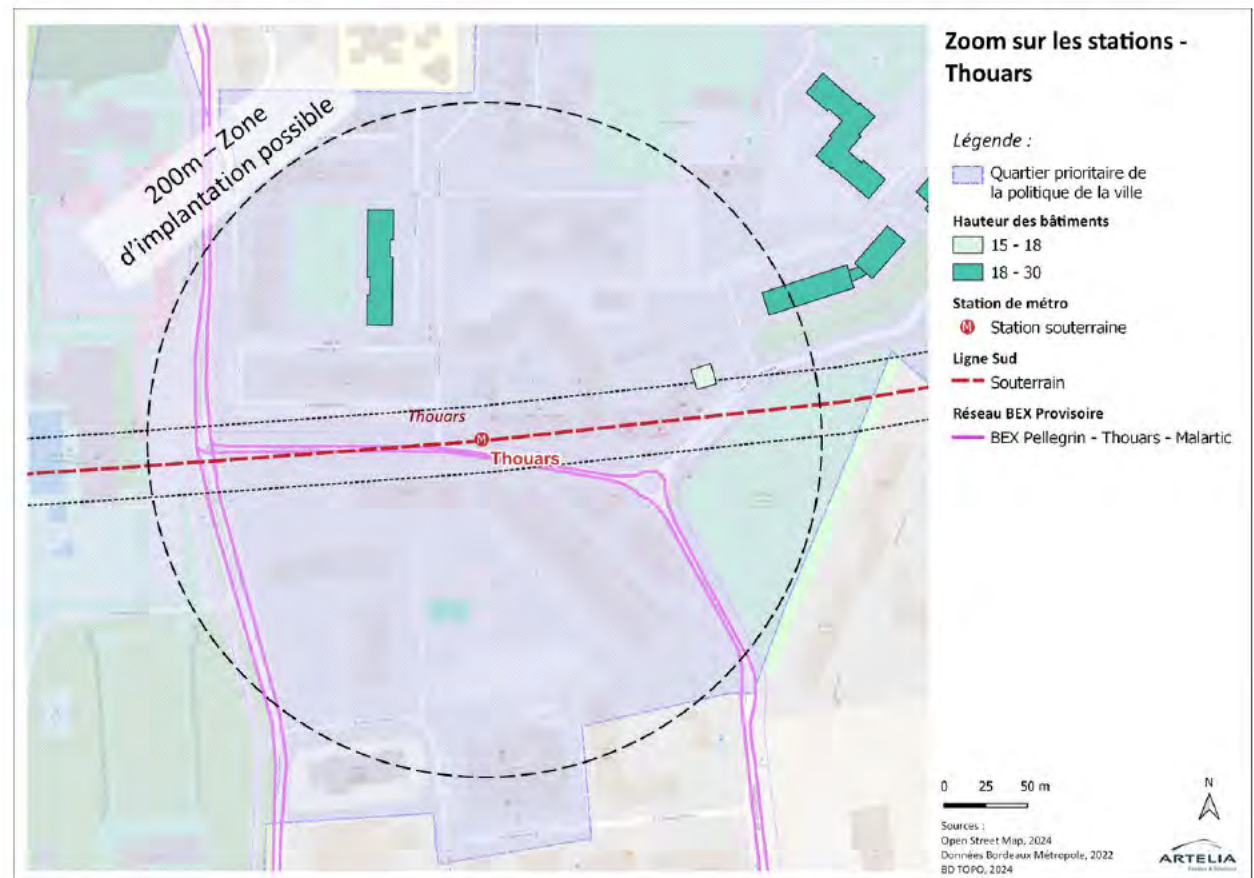 200m – Zone
d'implantation possible
Thouars
Thouars
Zoom sur les stations -
Thouars
Légende :
Quartier prioritaire de
la politique de la ville
Hauteur des bâtiments
15 - 18
18 - 30
Station de métro
M Station souterraine
Ligne Sud
Souterrain
Réseau BEX Provisoire
BEX Pellegrin - Thouars - Malartic
0 25 50 m
N
Sources :
Open Street Map, 2024
Données Bordeaux Métropole, 2022
BD TOPO, 2024
ARTELIA